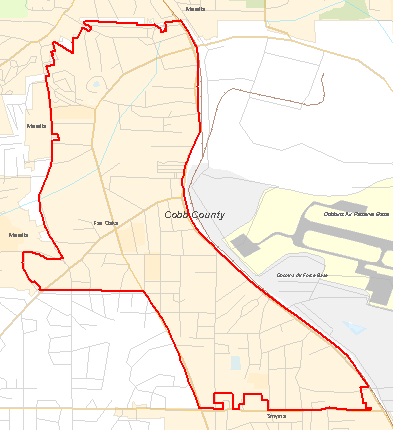 Marietta
Marietta
Fair Oaks
Cobb County
Dobbins Air Reserve Base
Marietta
Dobbins Air Force Base
Smyrna